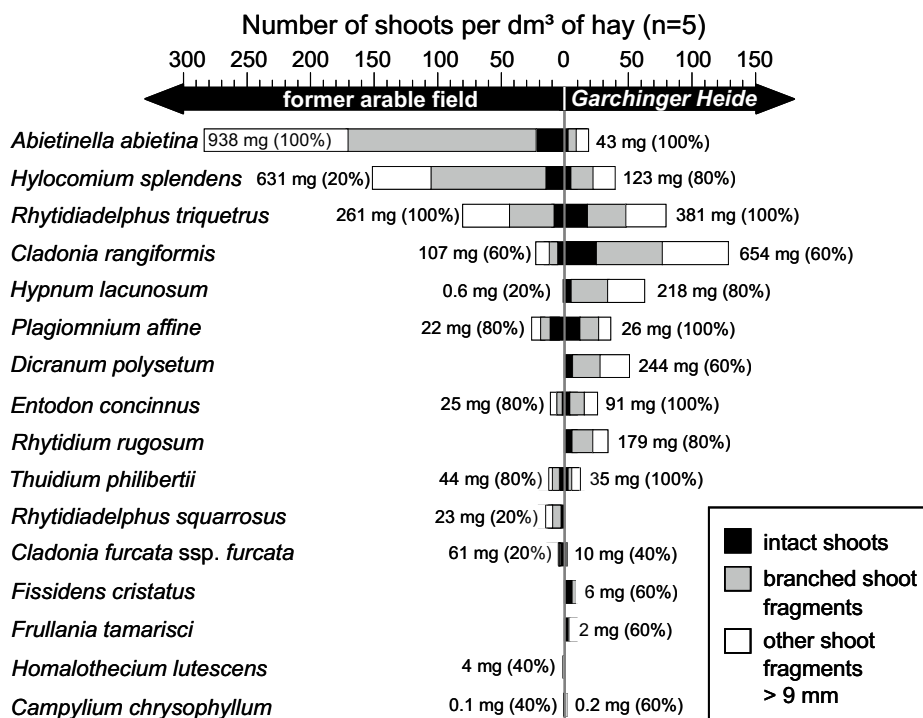 Number of shoots per dm³ of hay (n=5)
300 200 100 50 0 50 100 150
former arable field Garchinger Heide
Abietinella abietina 938 mg (100%) 43 mg (100%)
Hylocomium splendens 631 mg (20%) 123 mg (80%)
Rhytidiadelphus triquetrus 261 mg (100%) 381 mg (100%)
Cladonia rangiformis 107 mg (60%) 654 mg (60%)
Hypnum lacunosum 0.6 mg (20%) 218 mg (80%)
Plagiomnium affine 22 mg (80%) 26 mg (100%)
Dicranum polysetum 244 mg (60%)
Entodon concinnus 25 mg (80%) 91 mg (100%)
Rhytidium rugosum 179 mg (80%)
Thuidium philibertii 44 mg (80%) 35 mg (100%)
Rhytidiadelphus squarrosus 23 mg (20%)
Cladonia furcata ssp. furcata 61 mg (20%) 10 mg (40%)
Fissidens cristatus 6 mg (60%)
Frullania tamarisci 2 mg (60%)
Homalothecium lutescens 4 mg (40%)
Campylium chrysophyllum 0.1 mg (40%) 0.2 mg (60%)
intact shoots
branched shoot
fragments
other shoot
fragments
> 9 mm